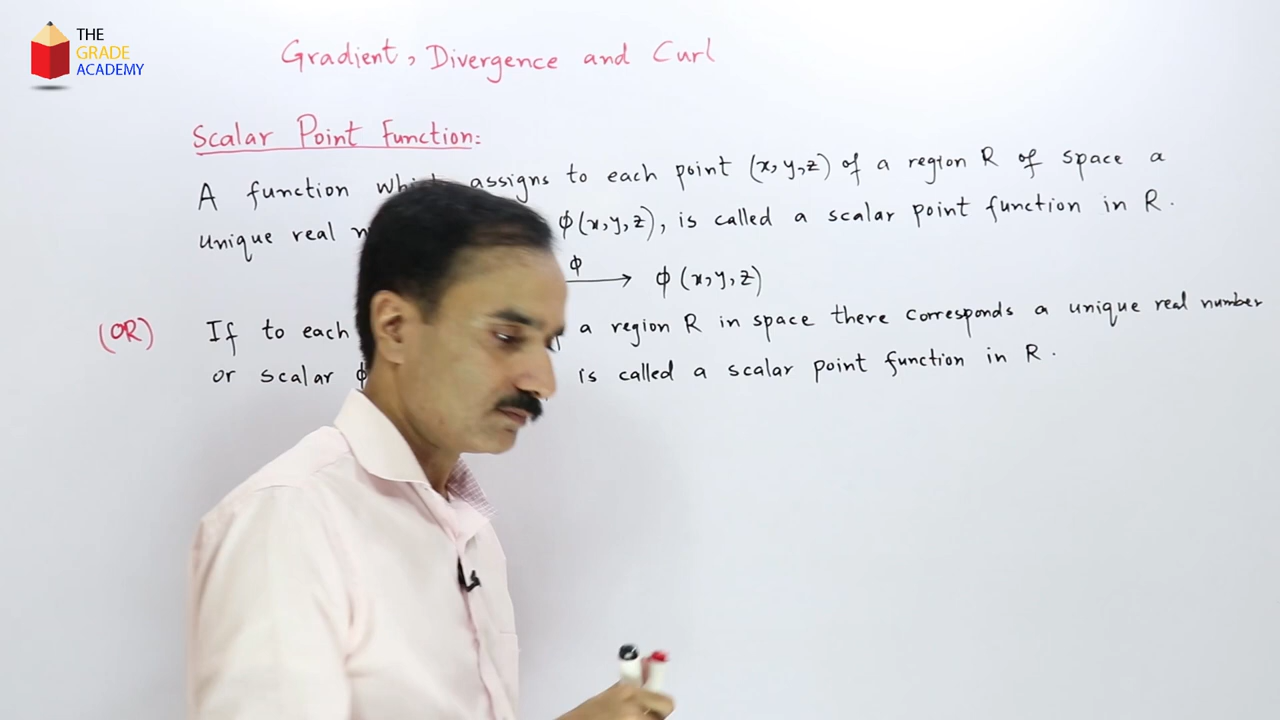 THE
GRADE
ACADEMY
Gradient, Divergence and Curl
Scalar Point Function:
A function assigns to each point (x,y,z) of a region R of space a
unique real ϕ(x,y,z), is called a scalar point function in R.
ϕ
→ ϕ(x,y,z)
(OR) If to each a region R in space there corresponds a unique real number
or scalar ϕ is called a scalar point function in R.